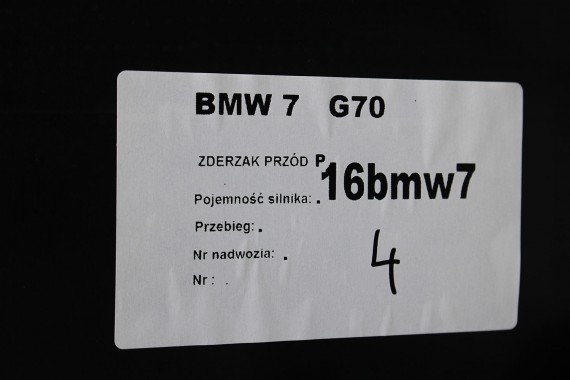 BMW 7 G70
ZDERZAK PRZÓD P
16bmw7
Pojemność silnika: .
Przebieg: .
Nr nadwozia: .
4
Nr : .